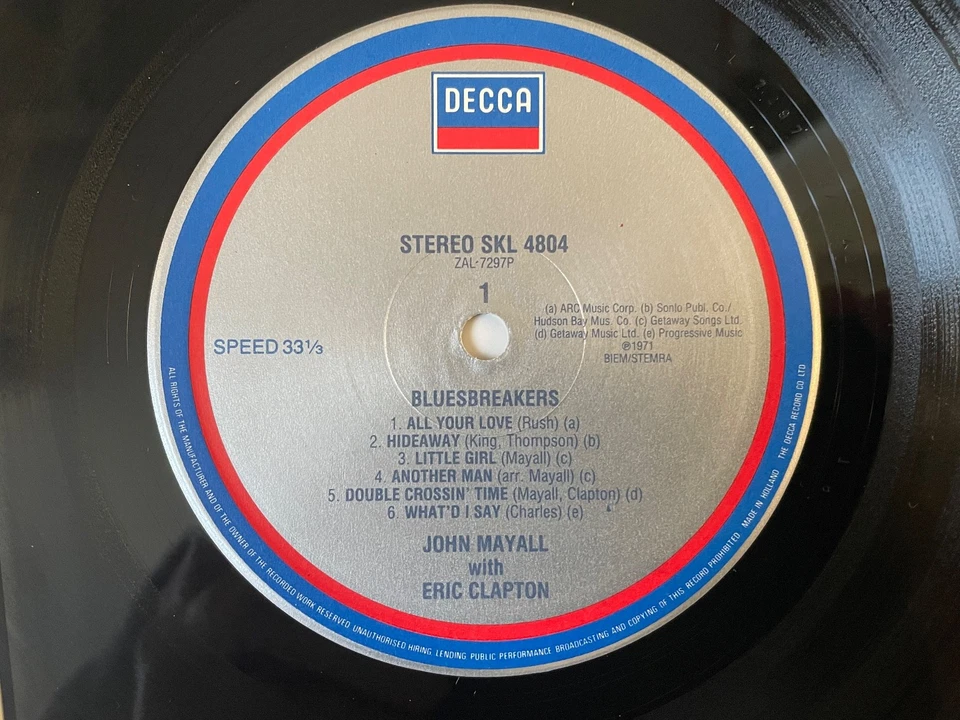 DECCA
STEREO SKL 4804
ZAL-7297P
1
(a) ARC Music Corp. (b) Sonlo Publ. Co./
Hudson Bay Mus. Co. (c) Getaway Songs Ltd.
(d) Getaway Music Ltd. (e) Progressive Music
℗1971
BIEM/STEMRA
SPEED 33⅓
BLUESBREAKERS
1. ALL YOUR LOVE (Rush) (a)
2. HIDEAWAY (King, Thompson) (b)
3. LITTLE GIRL (Mayall) (c)
4. ANOTHER MAN (arr. Mayall) (c)
5. DOUBLE CROSSIN' TIME (Mayall, Clapton) (d)
6. WHAT'D I SAY (Charles) (e)
JOHN MAYALL
with
ERIC CLAPTON
ALL RIGHTS OF THE MANUFACTURER AND OF THE OWNER OF THE RECORDED WORK RESERVED UNAUTHORISED HIRING LENDING PUBLIC PERFORMANCE BROADCASTING AND COPYING OF THIS RECORD PROHIBITED MADE IN HOLLAND THE DECCA RECORD CO LTD